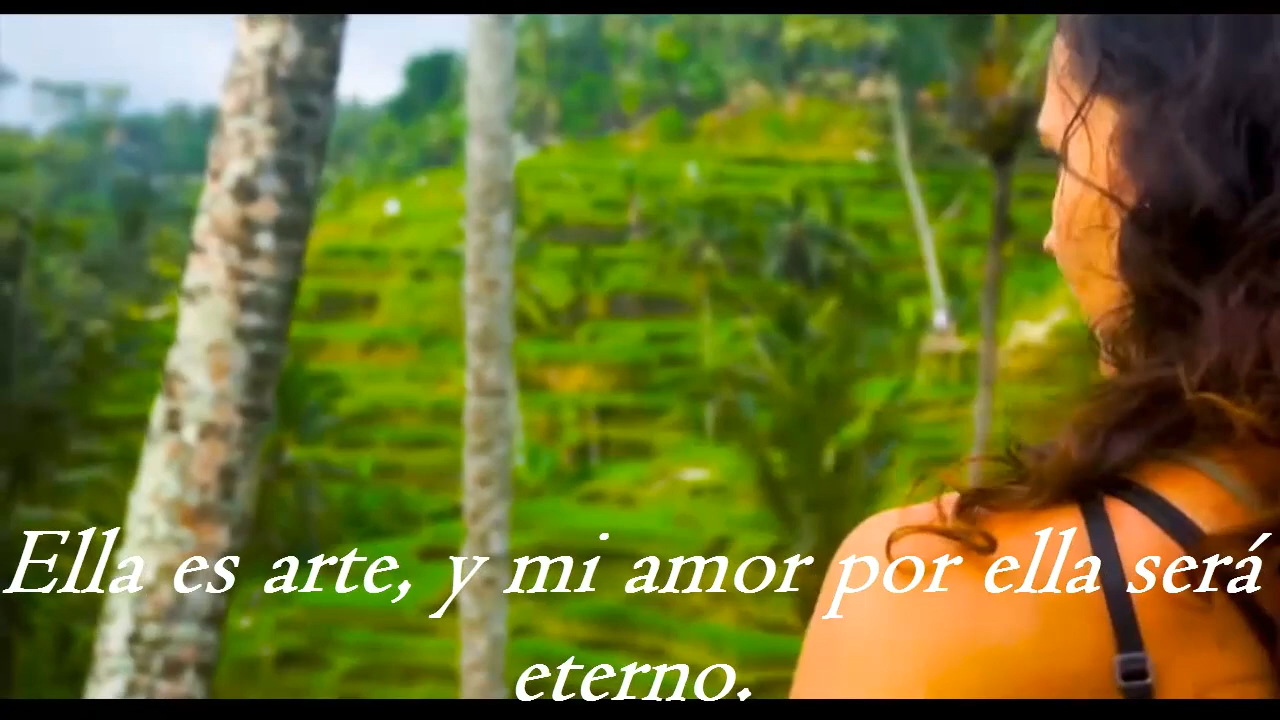 Ella es arte, y mi amor por ella será
eterno.